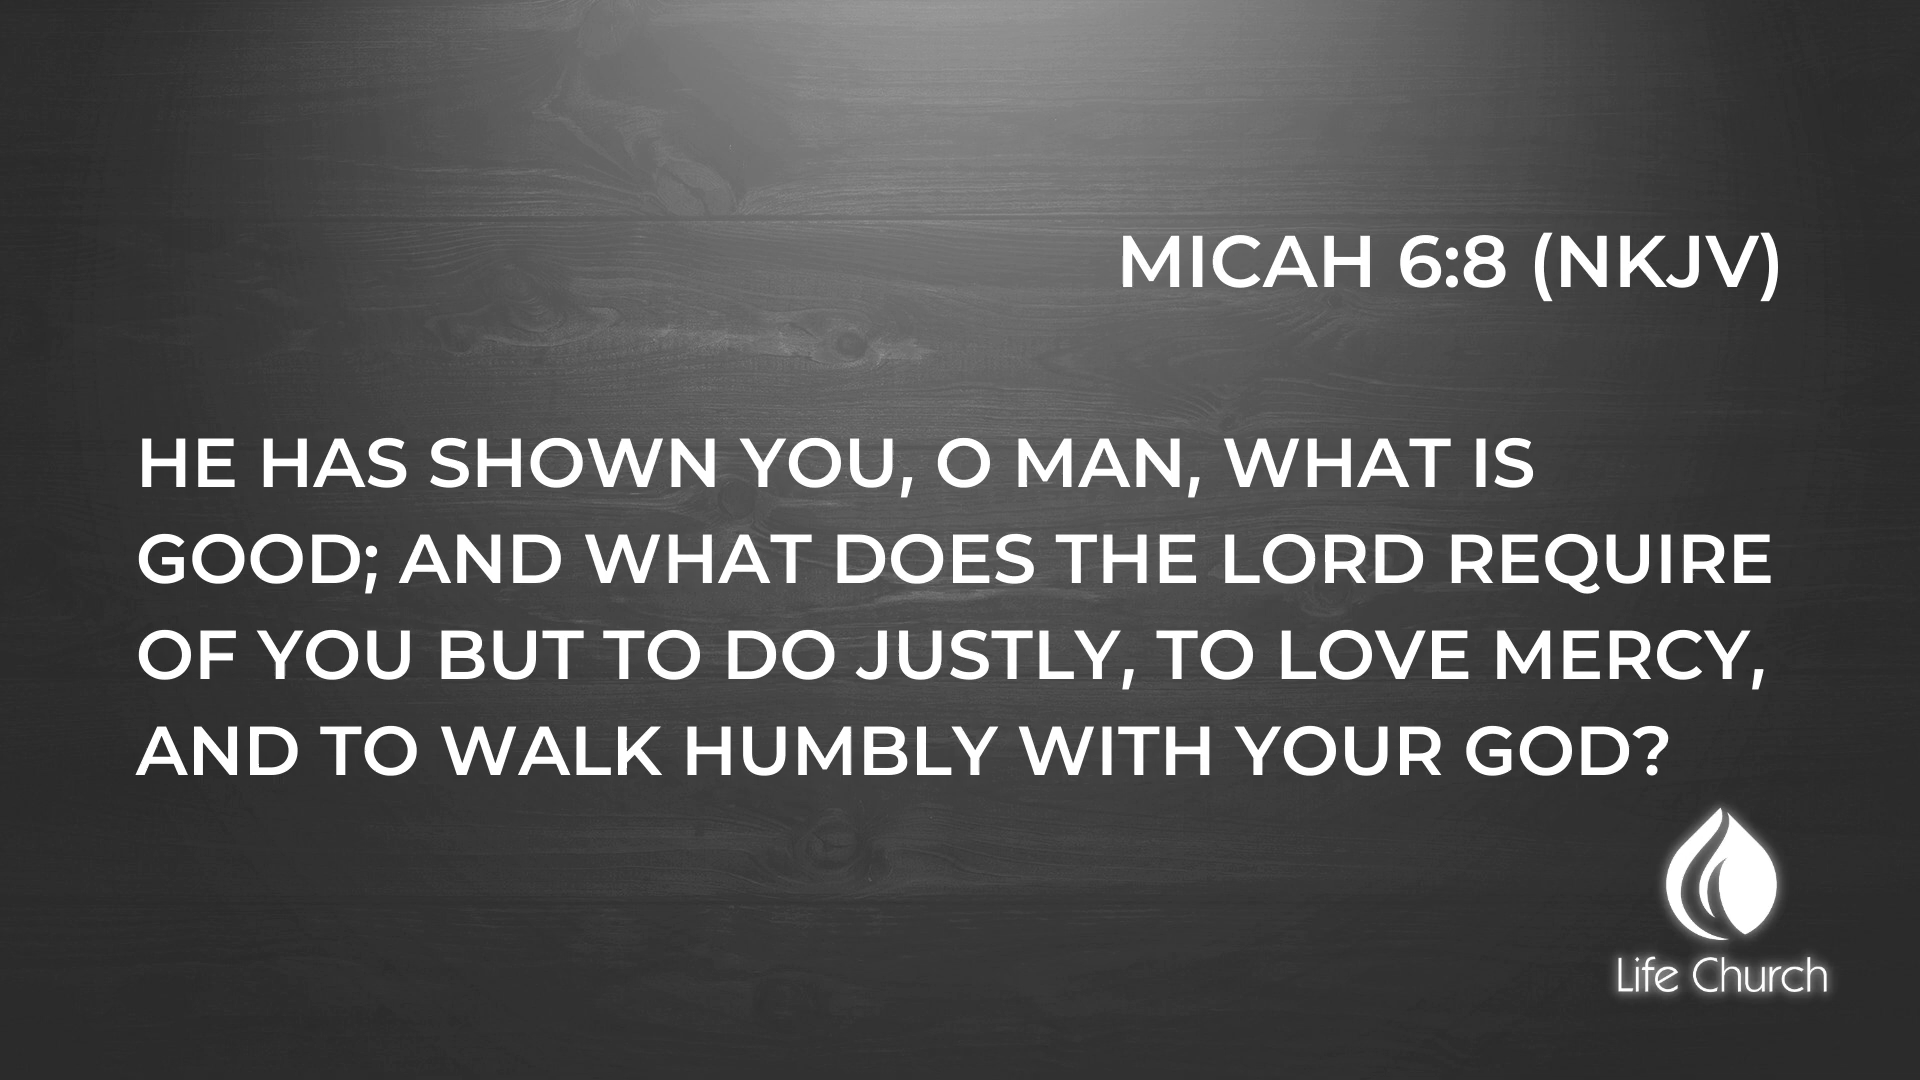 MICAH 6:8 (NKJV)
HE HAS SHOWN YOU, O MAN, WHAT IS
GOOD; AND WHAT DOES THE LORD REQUIRE
OF YOU BUT TO DO JUSTLY, TO LOVE MERCY,
AND TO WALK HUMBLY WITH YOUR GOD?
Life Church